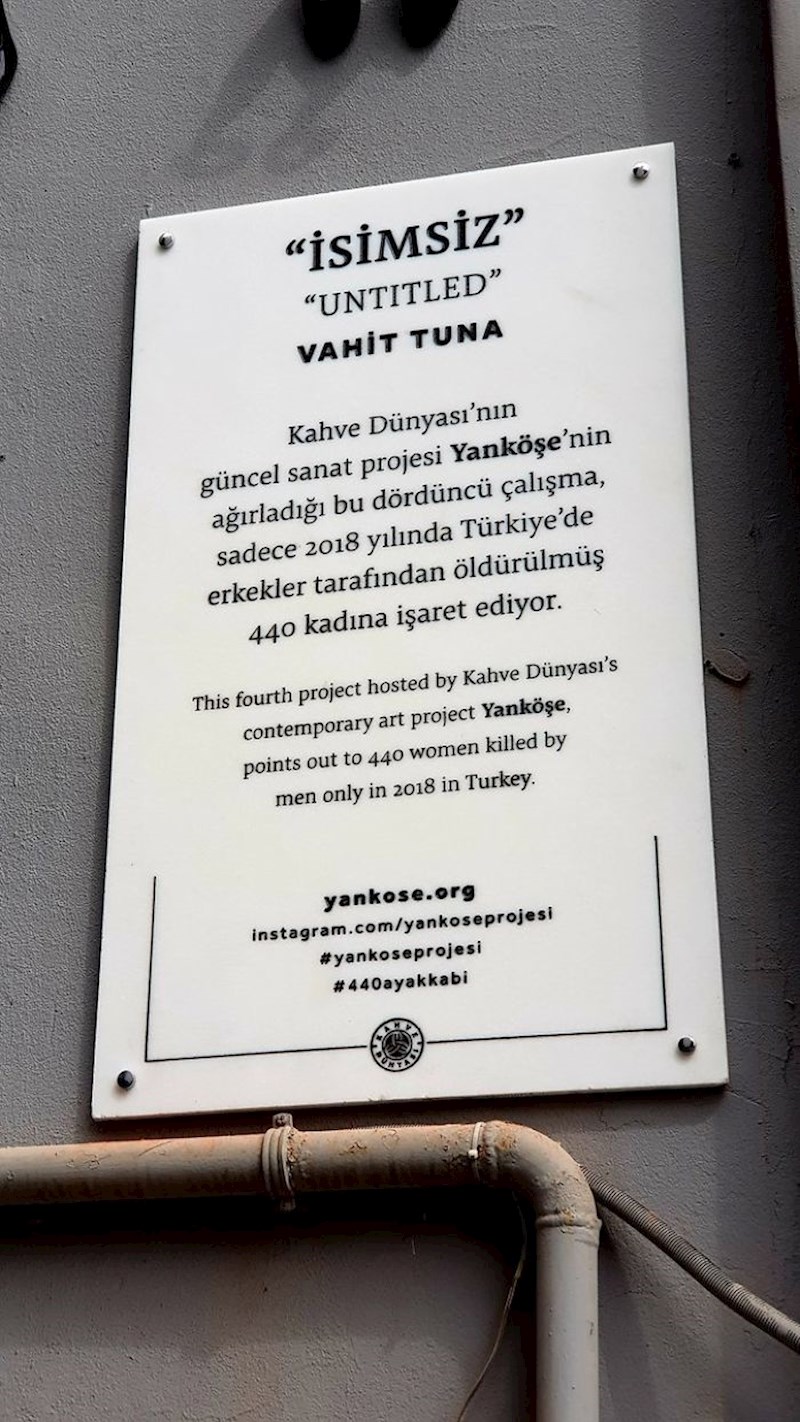 “İSİMSİZ”
“UNTITLED”
VAHİT TUNA
Kahve Dünyası’nın
güncel sanat projesi Yanköşe’nin
ağırladığı bu dördüncü çalışma,
sadece 2018 yılında Türkiye’de
erkekler tarafından öldürülmüş
440 kadına işaret ediyor.
This fourth project hosted by Kahve Dünyası’s
contemporary art project Yanköşe,
points out to 440 women killed by
men only in 2018 in Turkey.
yankose.org
instagram.com/yankoseprojesi
#yankoseprojesi
#440ayakkabi
KAHVE
DÜNYASI